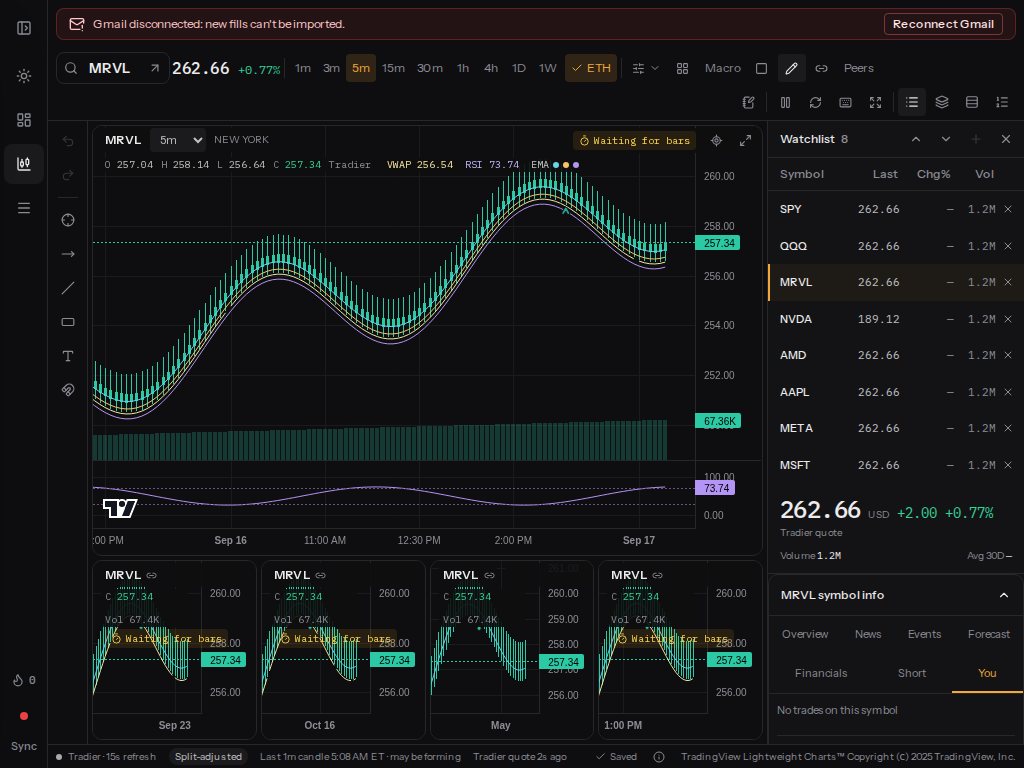 Gmail disconnected: new fills can't be imported.
Reconnect Gmail
MRVL
262.66 +0.77%
1m 3m 5m 15m 30m 1h 4h 1D 1W ETH
Macro
Peers
MRVL 5m NEW YORK
Waiting for bars
O 257.04 H 258.14 L 256.64 C 257.34 Tradier VWAP 256.54 RSI 73.74 EMA
260.00
258.00
257.34
256.00
254.00
252.00
67.36K
100.00
73.74
0.00
:00 PM Sep 16 11:00 AM 12:30 PM 2:00 PM Sep 17
MRVL
C 257.34
Vol 67.4K
Waiting for bars
260.00
257.34
256.00
Sep 23
MRVL
C 257.34
Vol 67.4K
Waiting for bars
260.00
258.00
257.34
256.00
Oct 16
MRVL
C 257.34
Vol 67.4K
260.00
259.00
258.00
257.34
256.00
May
MRVL
C 257.34
Vol 67.4K
Waiting for bars
260.00
257.34
256.00
1:00 PM
Watchlist 8
Symbol Last Chg% Vol
SPY 262.66 — 1.2M
QQQ 262.66 — 1.2M
MRVL 262.66 — 1.2M
NVDA 189.12 — 1.2M
AMD 262.66 — 1.2M
AAPL 262.66 — 1.2M
META 262.66 — 1.2M
MSFT 262.66 — 1.2M
262.66 USD +2.00 +0.77%
Tradier quote
Volume 1.2M Avg 30D —
MRVL symbol info
Overview News Events Forecast
Financials Short You
No trades on this symbol
0
Sync
Tradier · 15s refresh
Split-adjusted
Last 1m candle 5:08 AM ET · may be forming
Tradier quote 2s ago
Saved
TradingView Lightweight Charts™ Copyright (c) 2025 TradingView, Inc.